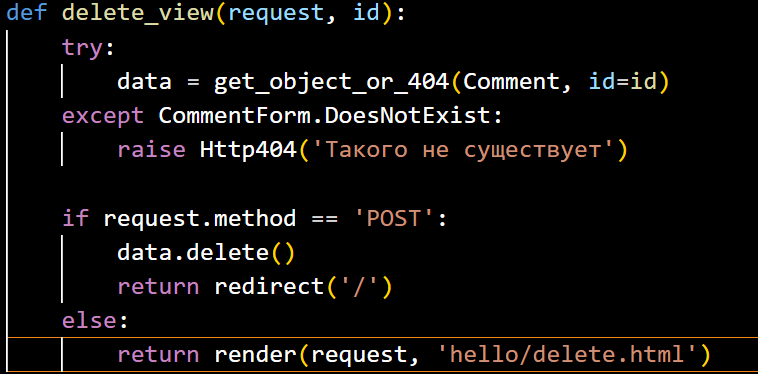 def delete_view(request, id):
    try:
        data = get_object_or_404(Comment, id=id)
    except CommentForm.DoesNotExist:
        raise Http404('Такого не существует')

    if request.method == 'POST':
        data.delete()
        return redirect('/')
    else:
        return render(request, 'hello/delete.html')